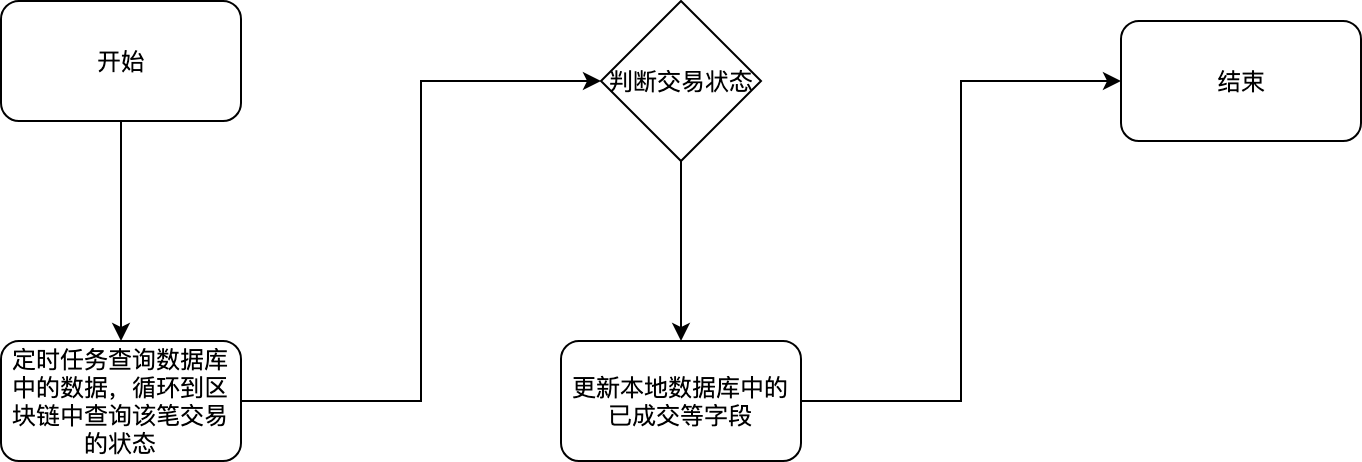 开始
定时任务查询数据库
中的数据，循环到区
块链中查询该笔交易
的状态
判断交易状态
更新本地数据库中的
已成交等字段
结束